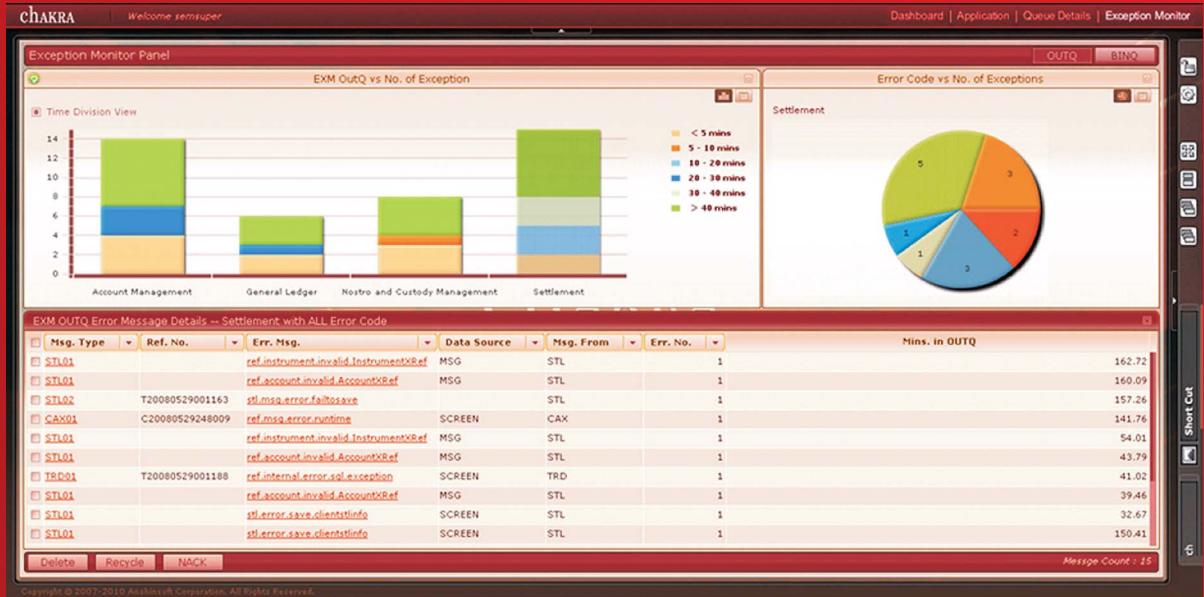 chAKRA Welcome semsuper Dashboard | Application | Queue Details | Exception Monitor
Exception Monitor Panel OUTQ BINQ
EXM OutQ vs No. of Exception
Time Division View
14
12
10
8
6
4
2
0
Account Management General Ledger Nostro and Custody Management Settlement
< 5 mins
5 - 10 mins
10 - 20 mins
20 - 30 mins
30 - 40 mins
> 40 mins
Error Code vs No. of Exceptions
Settlement
5
3
2
3
1
1
EXM OUTQ Error Message Details -- Settlement with ALL Error Code
Msg. Type Ref. No. Err. Msg. Data Source Msg. From Err. No. Mins. in OUTQ
STL01 ref.instrument.invalid.InstrumentXRef MSG STL 1 162.72
STL01 ref.account.invalid.AccountXRef MSG STL 1 160.09
STL02 T20080529001163 stl.msg.error.failtosave STL 1 157.26
CAX01 C20080529248009 ref.msg.error.runtime SCREEN CAX 1 141.76
STL01 ref.instrument.invalid.InstrumentXRef MSG STL 1 54.01
STL01 ref.account.invalid.AccountXRef MSG STL 1 43.79
TRD01 T20080529001188 ref.internal.error.sql.exception SCREEN TRD 1 41.02
STL01 ref.account.invalid.AccountXRef MSG STL 1 39.46
STL01 stl.error.save.clientstlinfo SCREEN STL 1 32.67
STL01 stl.error.save.clientstlinfo SCREEN STL 1 150.41
Delete Recycle NACK Messge Count : 15
Short Cut
Copyright © 2007-2010 Anshinsoft Corporation. All Rights Reserved.